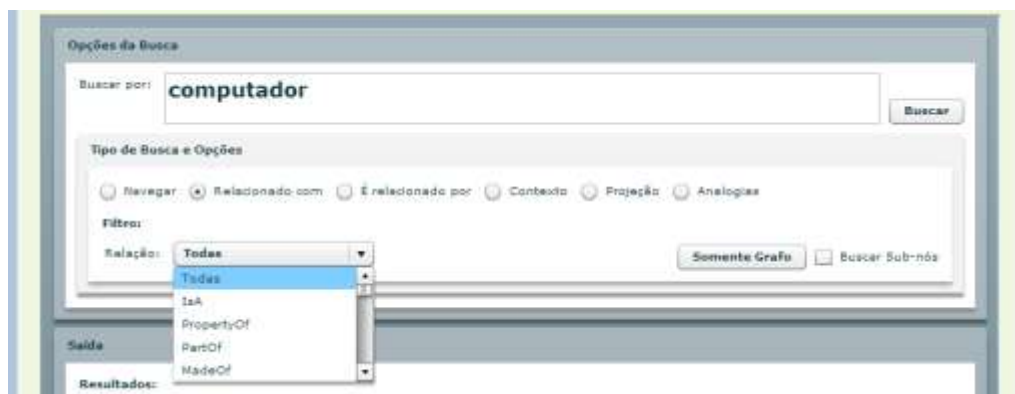 Opções da Busca
Buscar por: computador
Buscar
Tipo de Busca e Opções
Navegar Relacionado com É relacionado por Contexto Projeção Analogias
Filtro:
Relação: Todas Somente Grafo Buscar Sub-nós
Todas
IsA
PropertyOf
PartOf
MadeOf
Saída
Resultados: